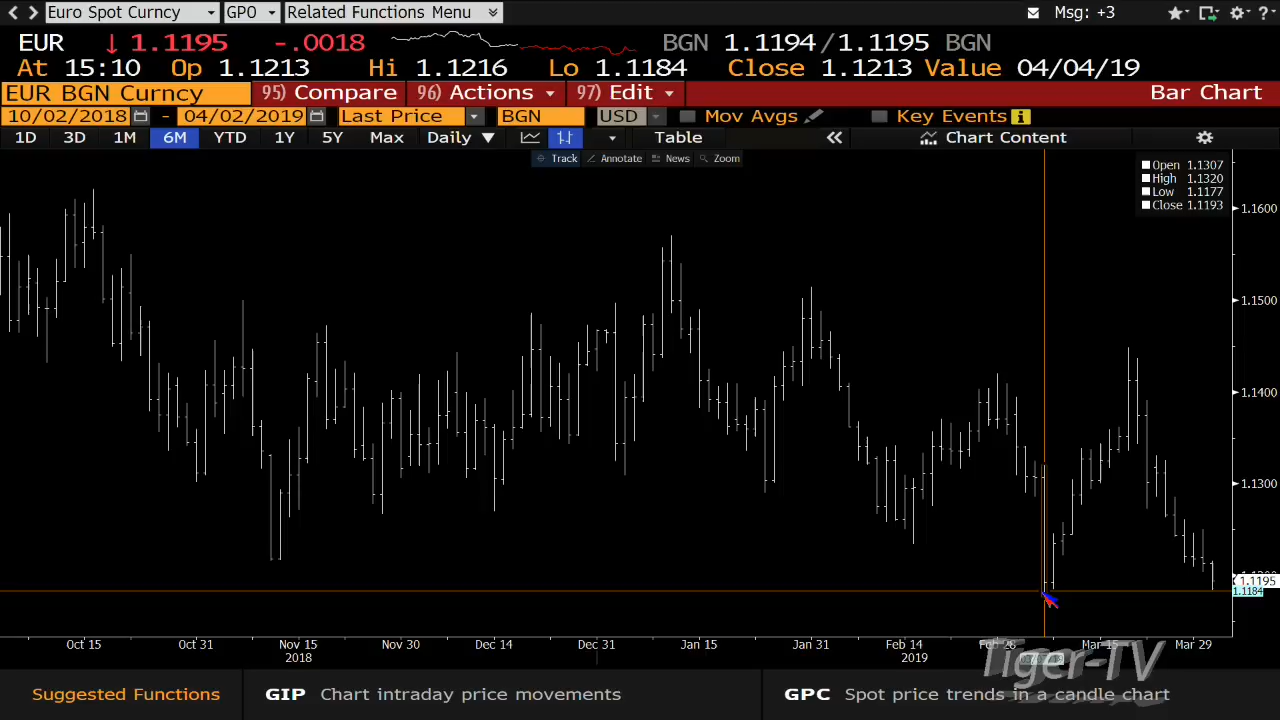 Euro Spot Curncy GPO Related Functions Menu Msg: +3 ?
EUR ↓ 1.1195 -.0018 BGN 1.1194/1.1195 BGN
At 15:10 Op 1.1213 Hi 1.1216 Lo 1.1184 Close 1.1213 Value 04/04/19
EUR BGN Curncy 95) Compare 96) Actions 97) Edit Bar Chart
10/02/2018 - 04/02/2019 Last Price BGN USD Mov Avgs Key Events i
1D 3D 1M 6M YTD 1Y 5Y Max Daily ▼ Table « Chart Content
Track Annotate News Zoom
Open 1.1307
High 1.1320
Low 1.1177
Close 1.1193
1.1600
1.1500
1.1400
1.1300
1.1195
1.1184
Oct 15 Oct 31 Nov 15 Nov 30 Dec 14 Dec 31 Jan 15 Jan 31 Feb 14 Feb 28 Mar 15 Mar 29
2018 2019
Tiger-TV
Suggested Functions GIP Chart intraday price movements GPC Spot price trends in a candle chart